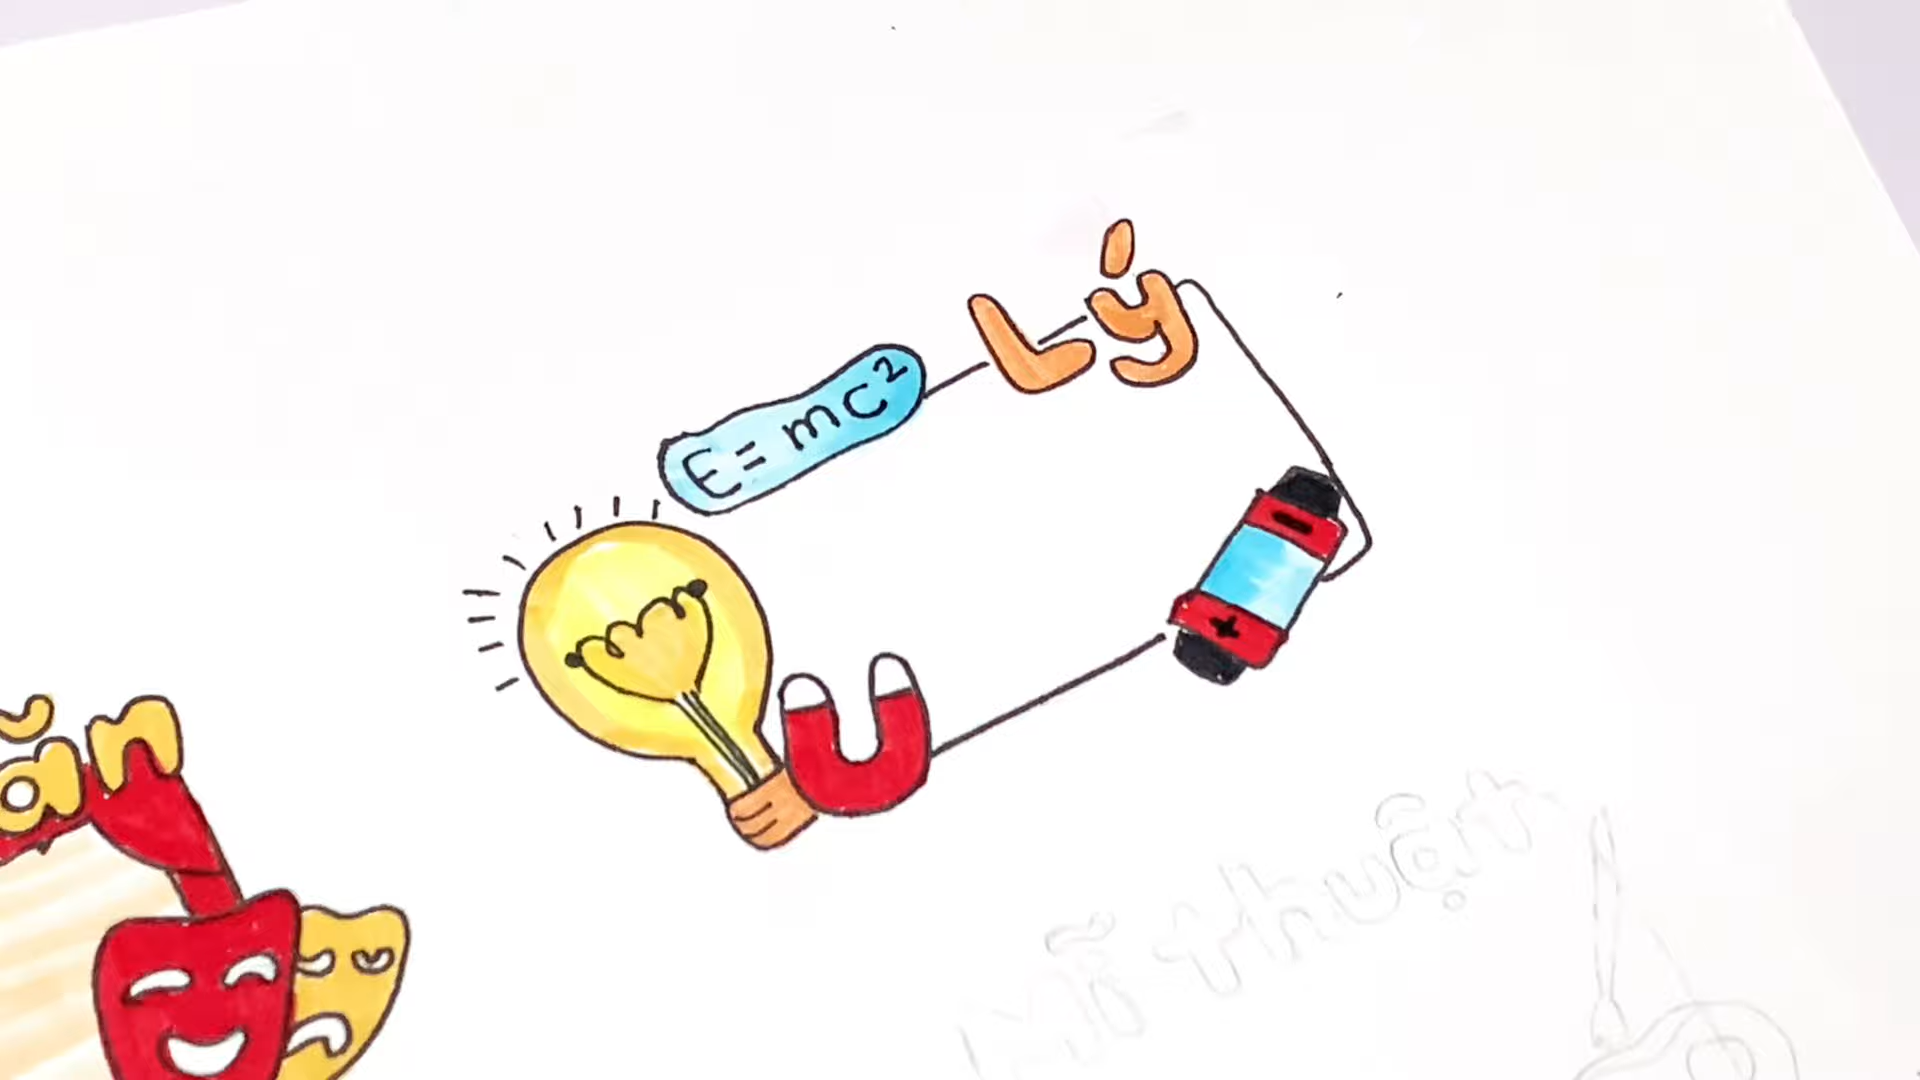 Lý
E = mc²
+
-
ăn
Mĩ thuật